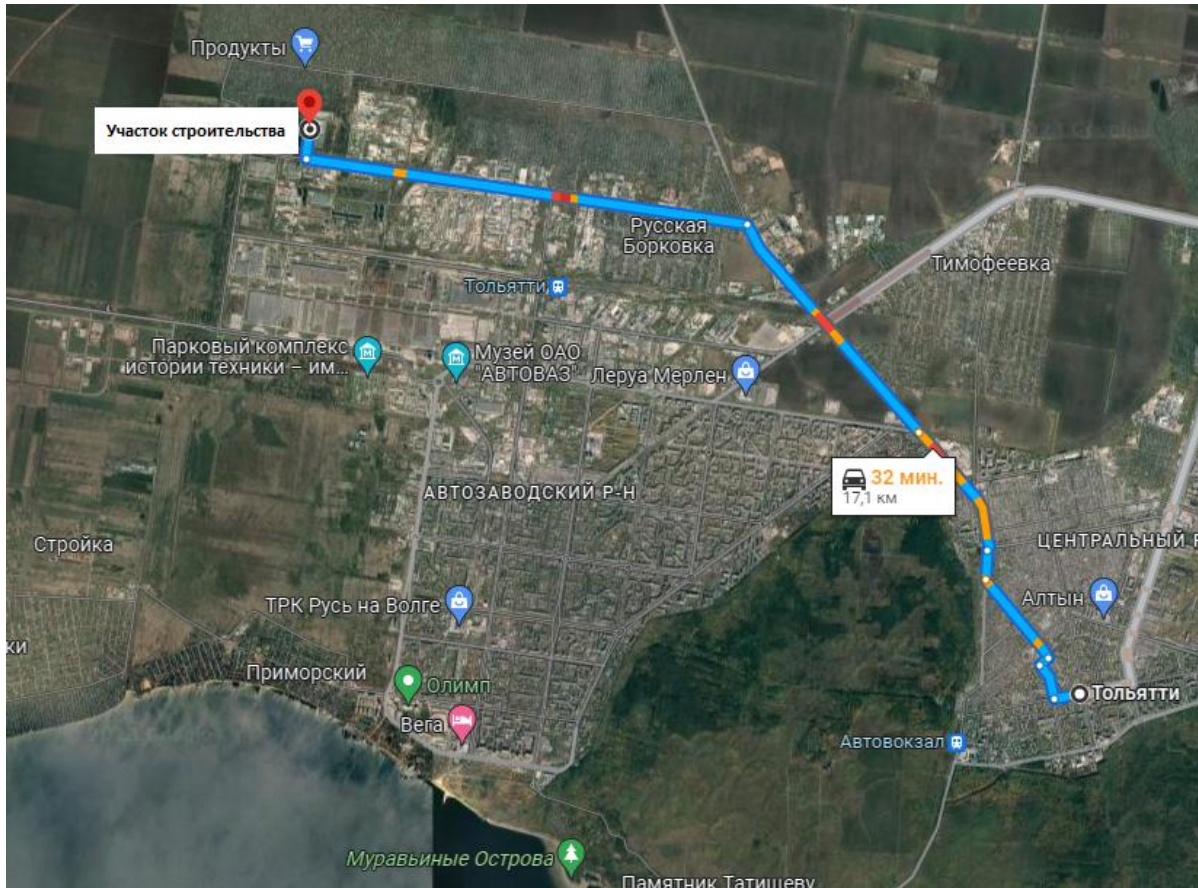 Продукты
Участок строительства
Русская
Борковка
Тимофеевка
Тольятти
Парковый комплекс
истории техники – им...
Музей ОАО
"АВТОВАЗ"
Леруа Мерлен
32 мин.
17,1 км
АВТОЗАВОДСКИЙ Р-Н
Стройка
ЦЕНТРАЛЬНЫЙ Р
ТРК Русь на Волге
Алтын
ки
Приморский
Олимп
Тольятти
Вега
Автовокзал
Муравьиные Острова
Памятник Татищеву